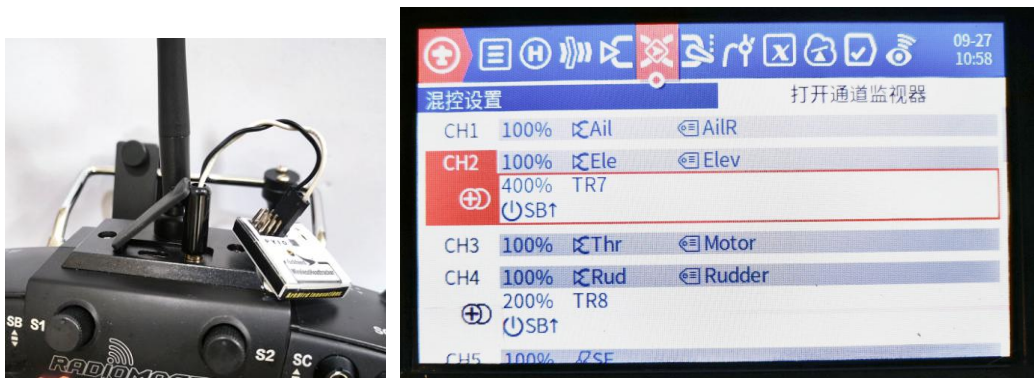 SB
S1
S2
SC
RADIOMAS
09-27
10:58
混控设置
打开通道监视器
CH1 100% Ail AilR
CH2 100% Ele Elev
400% TR7
SB↑
CH3 100% Thr Motor
CH4 100% Rud Rudder
200% TR8
SB↑
CH5 100% SE